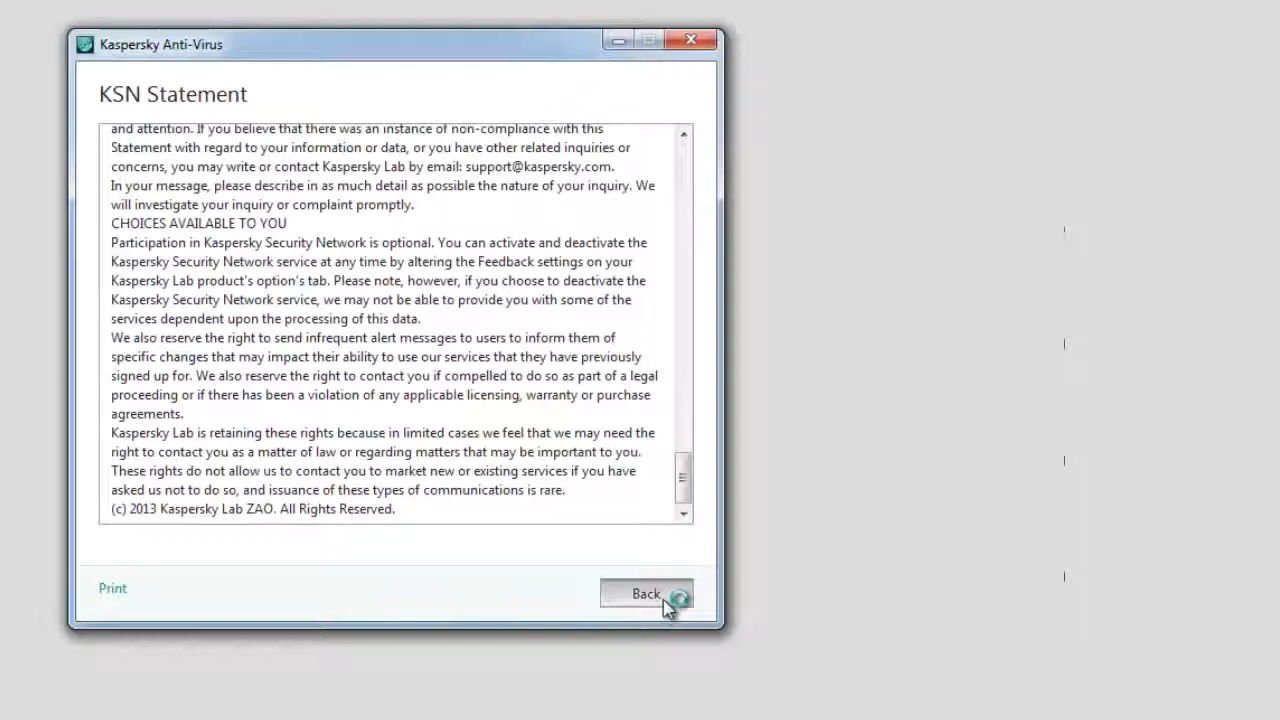 Kaspersky Anti-Virus
KSN Statement
and attention. If you believe that there was an instance of non-compliance with this
Statement with regard to your information or data, or you have other related inquiries or
concerns, you may write or contact Kaspersky Lab by email: support@kaspersky.com.
In your message, please describe in as much detail as possible the nature of your inquiry. We
will investigate your inquiry or complaint promptly.
CHOICES AVAILABLE TO YOU
Participation in Kaspersky Security Network is optional. You can activate and deactivate the
Kaspersky Security Network service at any time by altering the Feedback settings on your
Kaspersky Lab product's option's tab. Please note, however, if you choose to deactivate the
Kaspersky Security Network service, we may not be able to provide you with some of the
services dependent upon the processing of this data.
We also reserve the right to send infrequent alert messages to users to inform them of
specific changes that may impact their ability to use our services that they have previously
signed up for. We also reserve the right to contact you if compelled to do so as part of a legal
proceeding or if there has been a violation of any applicable licensing, warranty or purchase
agreements.
Kaspersky Lab is retaining these rights because in limited cases we feel that we may need the
right to contact you as a matter of law or regarding matters that may be important to you.
These rights do not allow us to contact you to market new or existing services if you have
asked us not to do so, and issuance of these types of communications is rare.
(c) 2013 Kaspersky Lab ZAO. All Rights Reserved.
Print
Back